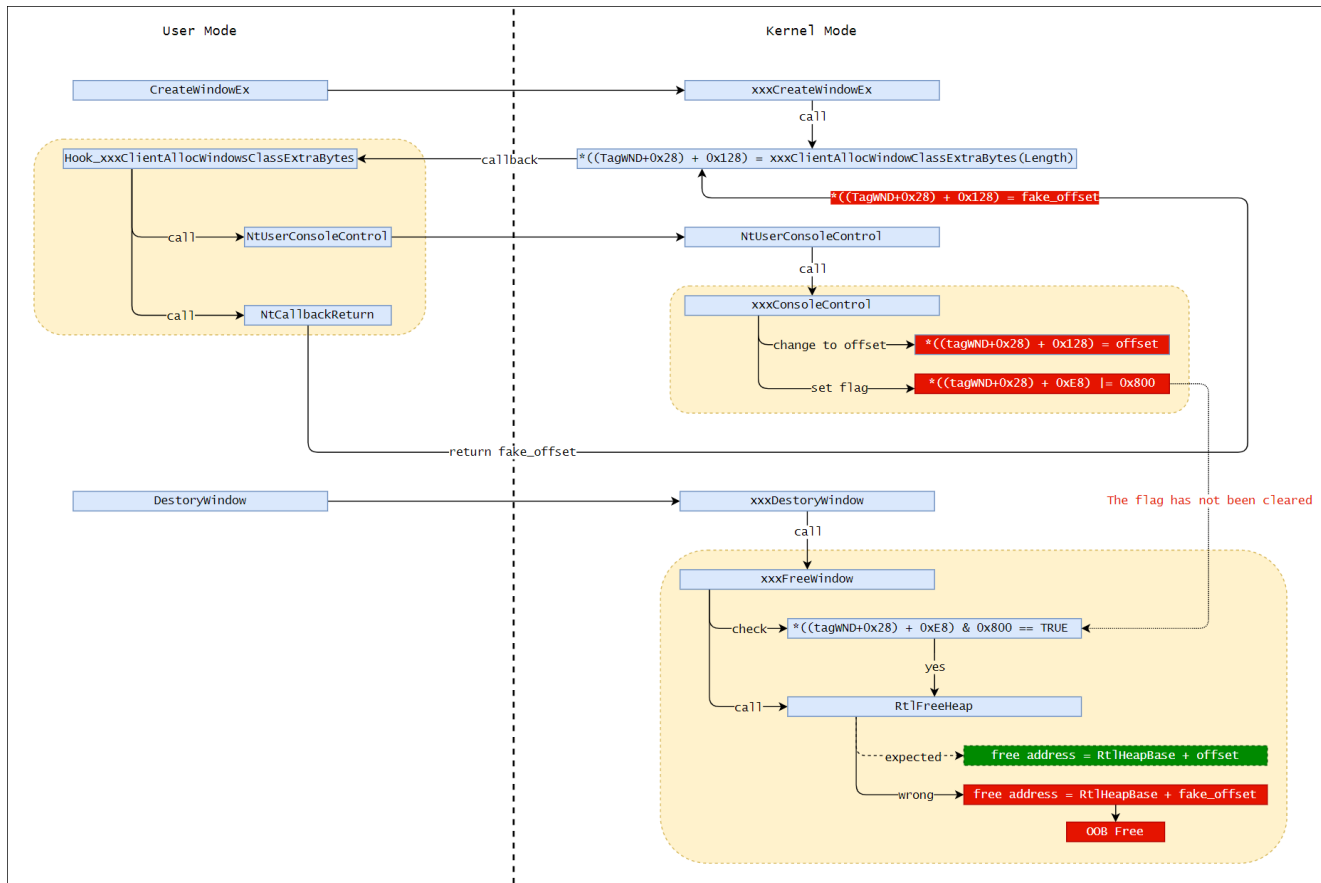 User Mode
Kernel Mode
CreateWindowEx
xxxCreateWindowEx
call
Hook_xxxClientAllocWindowsClassExtraBytes
callback
*((TagWND+0x28) + 0x128) = xxxClientAllocWindowClassExtraBytes(Length)
*((TagWND+0x28) + 0x128) = fake_offset
call
NtUserConsoleControl
NtUserConsoleControl
call
call
NtCallbackReturn
xxxConsoleControl
change to offset
*((tagWND+0x28) + 0x128) = offset
set flag
*((tagWND+0x28) + 0xE8) |= 0x800
return fake_offset
DestoryWindow
xxxDestoryWindow
The flag has not been cleared
call
xxxFreeWindow
check
*((tagWND+0x28) + 0xE8) & 0x800 == TRUE
yes
call
RtlFreeHeap
expected
free address = RtlHeapBase + offset
wrong
free address = RtlHeapBase + fake_offset
OOB Free